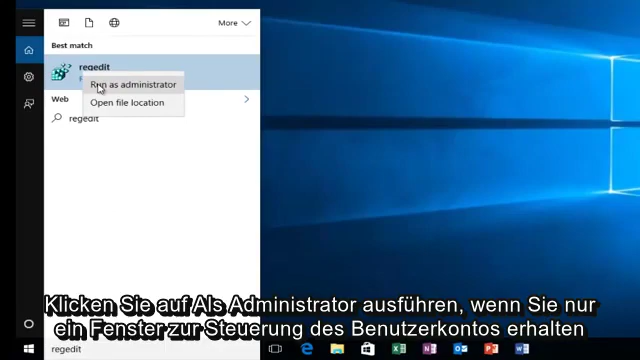 More
Best match
regedit
Run as administrator
Open file location
Web
regedit
Klicken Sie auf Als Administrator ausführen, wenn Sie nur
ein Fenster zur Steuerung des Benutzerkontos erhalten
regedit